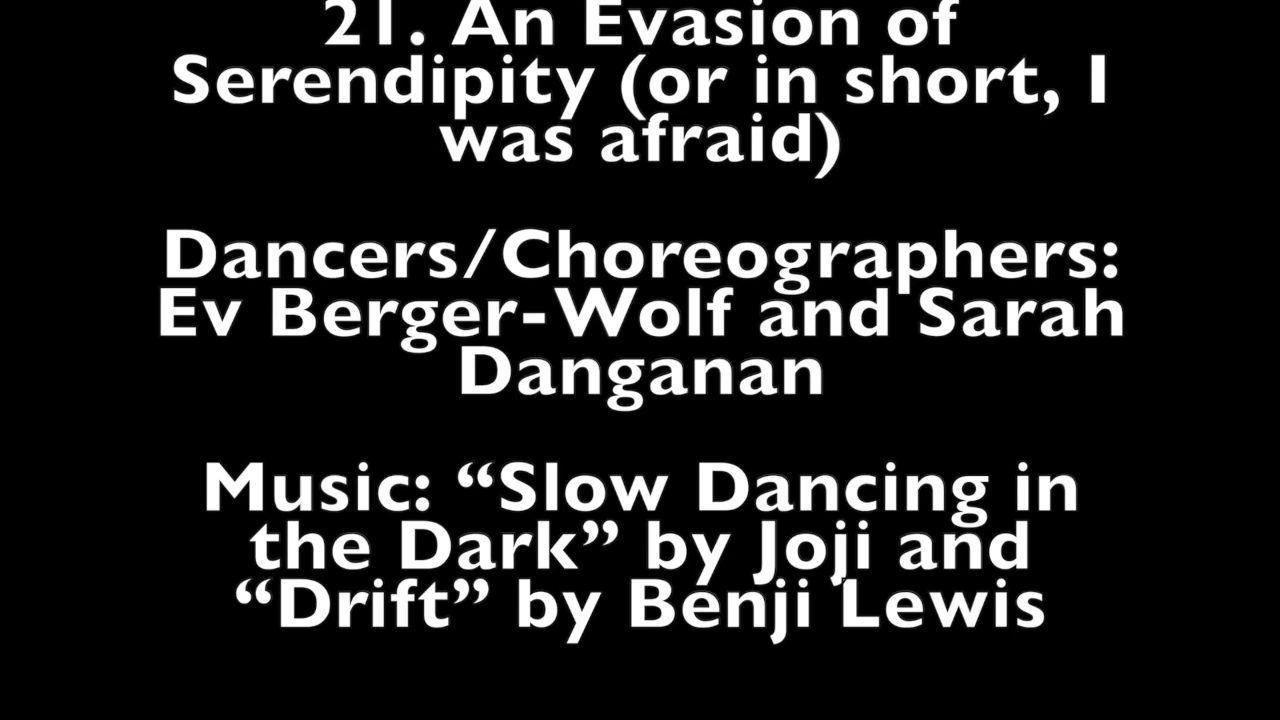 21. An Evasion of
Serendipity (or in short, I
was afraid)
Dancers/Choreographers:
Ev Berger-Wolf and Sarah
Danganan
Music: “Slow Dancing in
the Dark” by Joji and
“Drift” by Benji Lewis